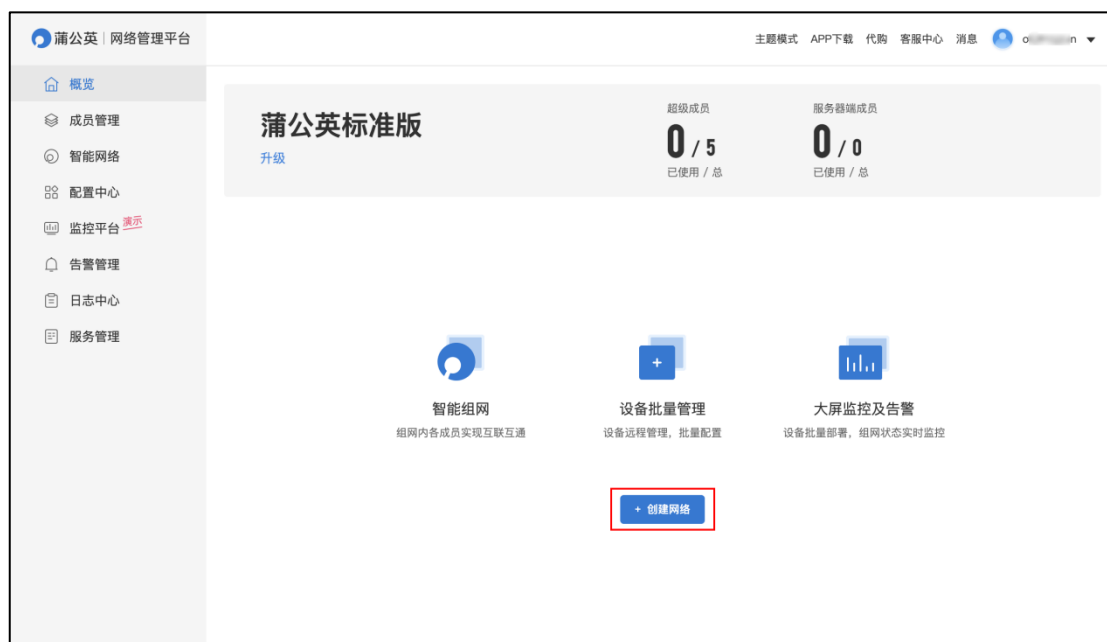 蒲公英 | 网络管理平台
主题模式 APP下载 代购 客服中心 消息
概览
成员管理
智能网络
配置中心
监控平台 演示
告警管理
日志中心
服务管理
蒲公英标准版
升级
超级成员
0 / 5
已使用 / 总
服务器端成员
0 / 0
已使用 / 总
智能组网
组网内各成员实现互联互通
设备批量管理
设备远程管理，批量配置
大屏监控及告警
设备批量部署，组网状态实时监控
+ 创建网络